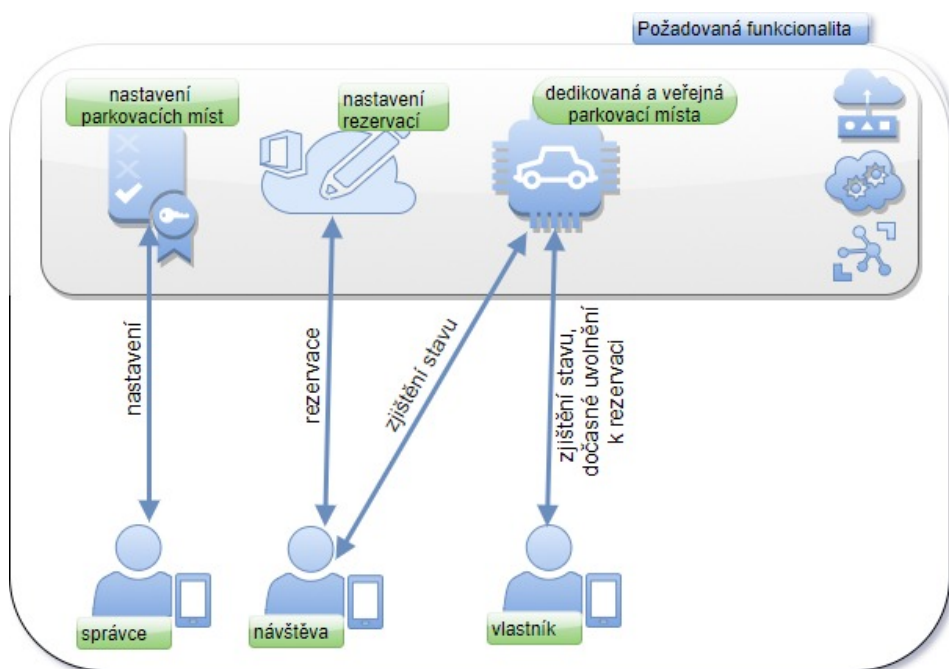 Požadovaná funkcionalita
nastavení
parkovacích míst
nastavení
rezervací
dedikovaná a veřejná
parkovací místa
nastavení
rezervace
zjištění stavu
zjištění stavu,
dočasné uvolnění
k rezervaci
správce
návštěva
vlastník